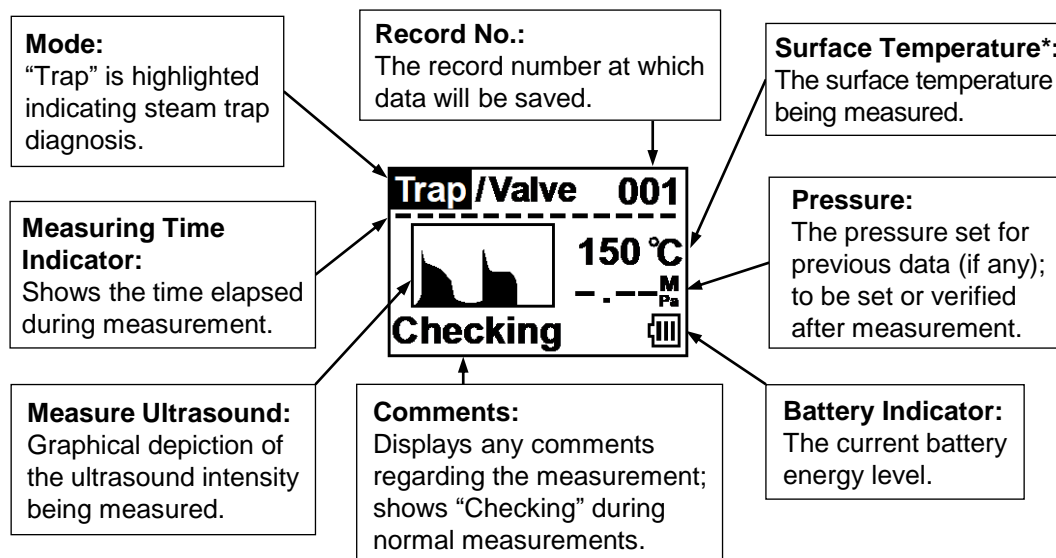 Mode:
“Trap” is highlighted
indicating steam trap
diagnosis.
Record No.:
The record number at which
data will be saved.
Surface Temperature*:
The surface temperature
being measured.
Measuring Time
Indicator:
Shows the time elapsed
during measurement.
Trap/Valve 001
150 °C
–.––MPa
Checking
Pressure:
The pressure set for
previous data (if any);
to be set or verified
after measurement.
Measure Ultrasound:
Graphical depiction of
the ultrasound intensity
being measured.
Comments:
Displays any comments
regarding the measurement;
shows “Checking” during
normal measurements.
Battery Indicator:
The current battery
energy level.